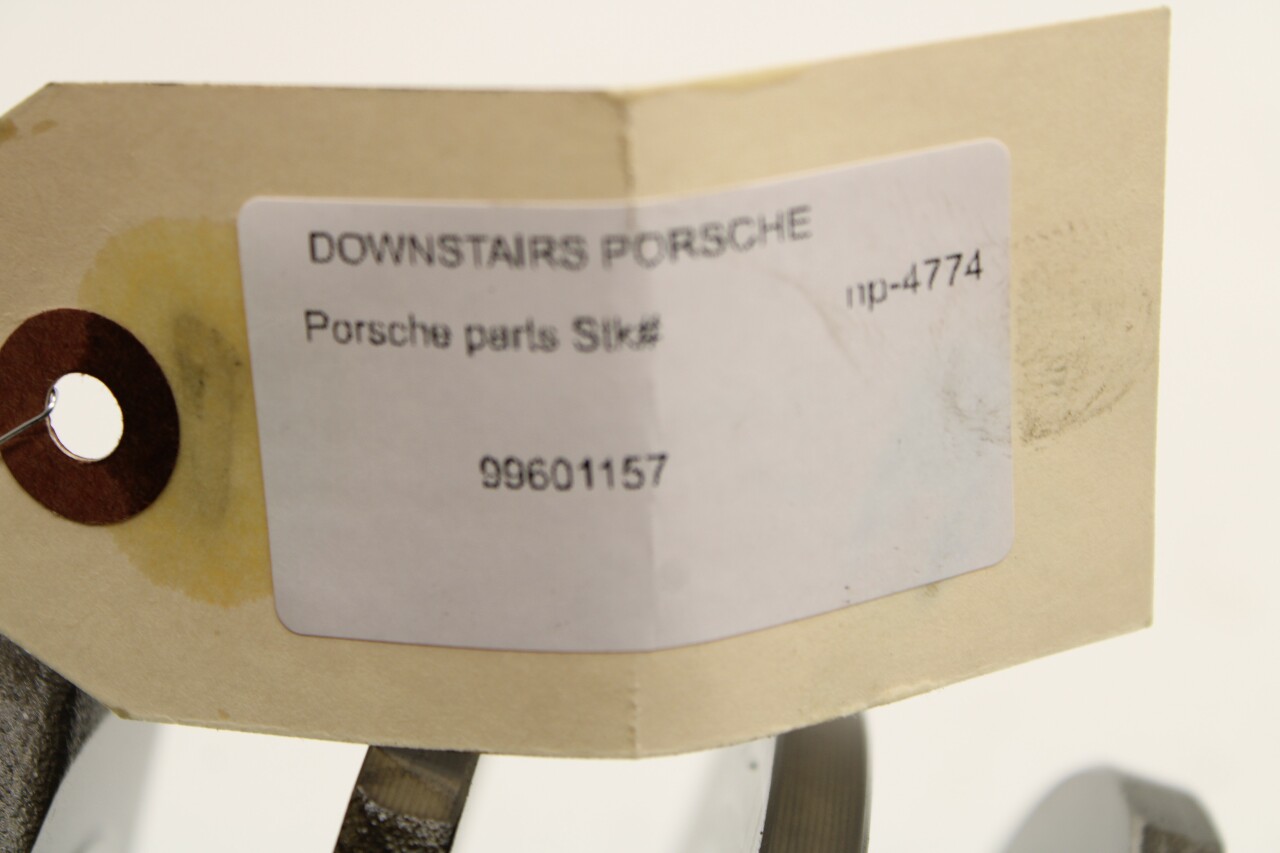 DOWNSTAIRS PORSCHE
np-4774
Porsche parts Stk#
99601157